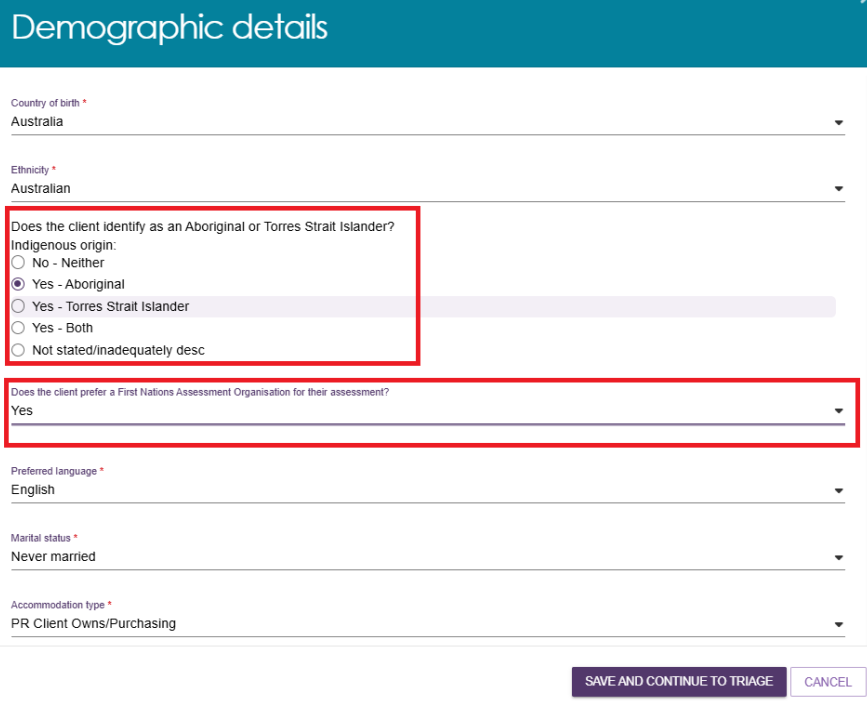 Demographic details
Country of birth *
Australia
Ethnicity *
Australian
Does the client identify as an Aboriginal or Torres Strait Islander?
Indigenous origin:
No - Neither
Yes - Aboriginal
Yes - Torres Strait Islander
Yes - Both
Not stated/inadequately desc
Does the client prefer a First Nations Assessment Organisation for their assessment?
Yes
Preferred language *
English
Marital status *
Never married
Accommodation type *
PR Client Owns/Purchasing
SAVE AND CONTINUE TO TRIAGE CANCEL